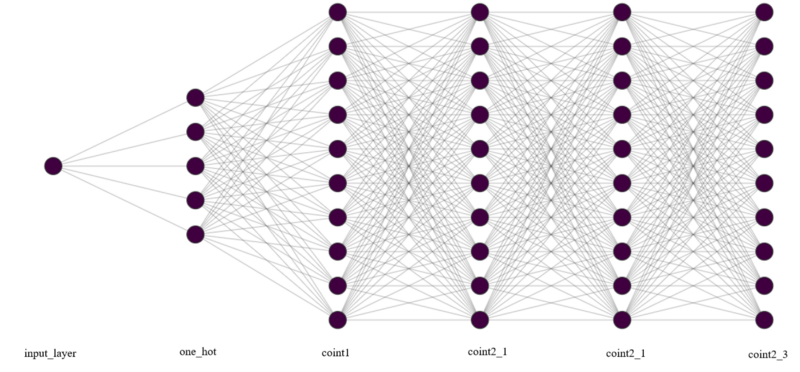 input_layer
one_hot
coint1
coint2_1
coint2_1
coint2_3